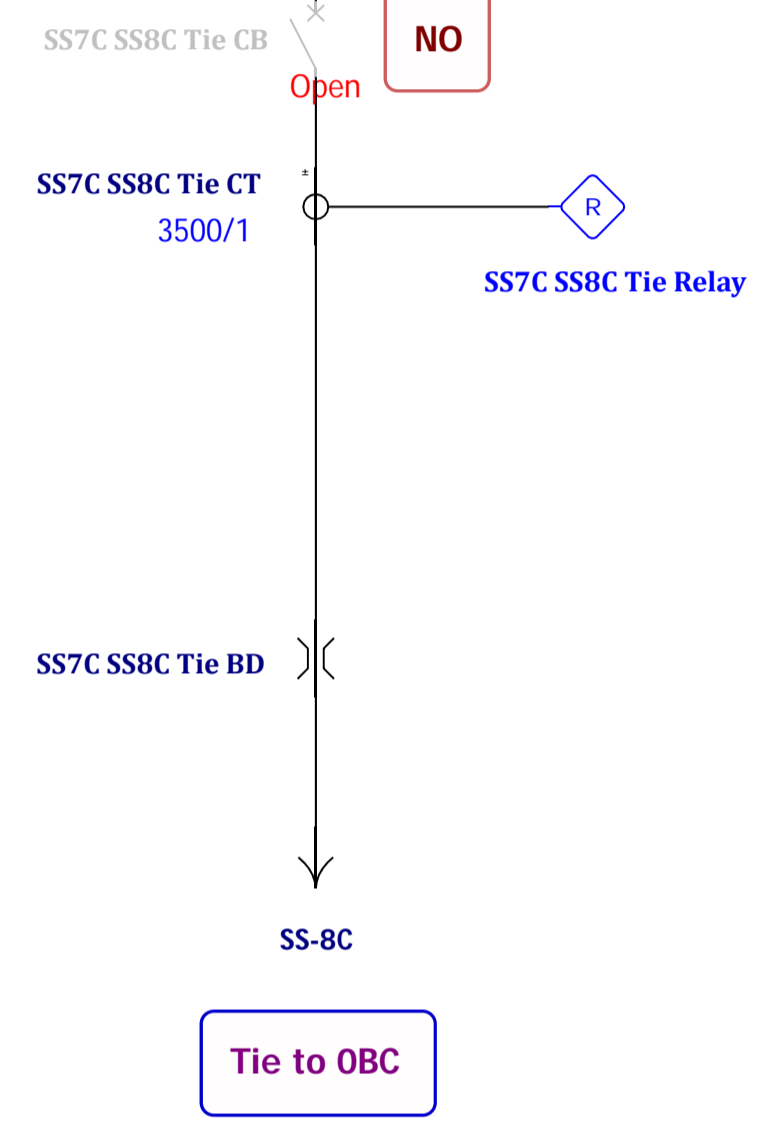 SS7C SS8C Tie CB
NO
Open
SS7C SS8C Tie CT
±
3500/1
R
SS7C SS8C Tie Relay
SS7C SS8C Tie BD
SS-8C
Tie to OBC